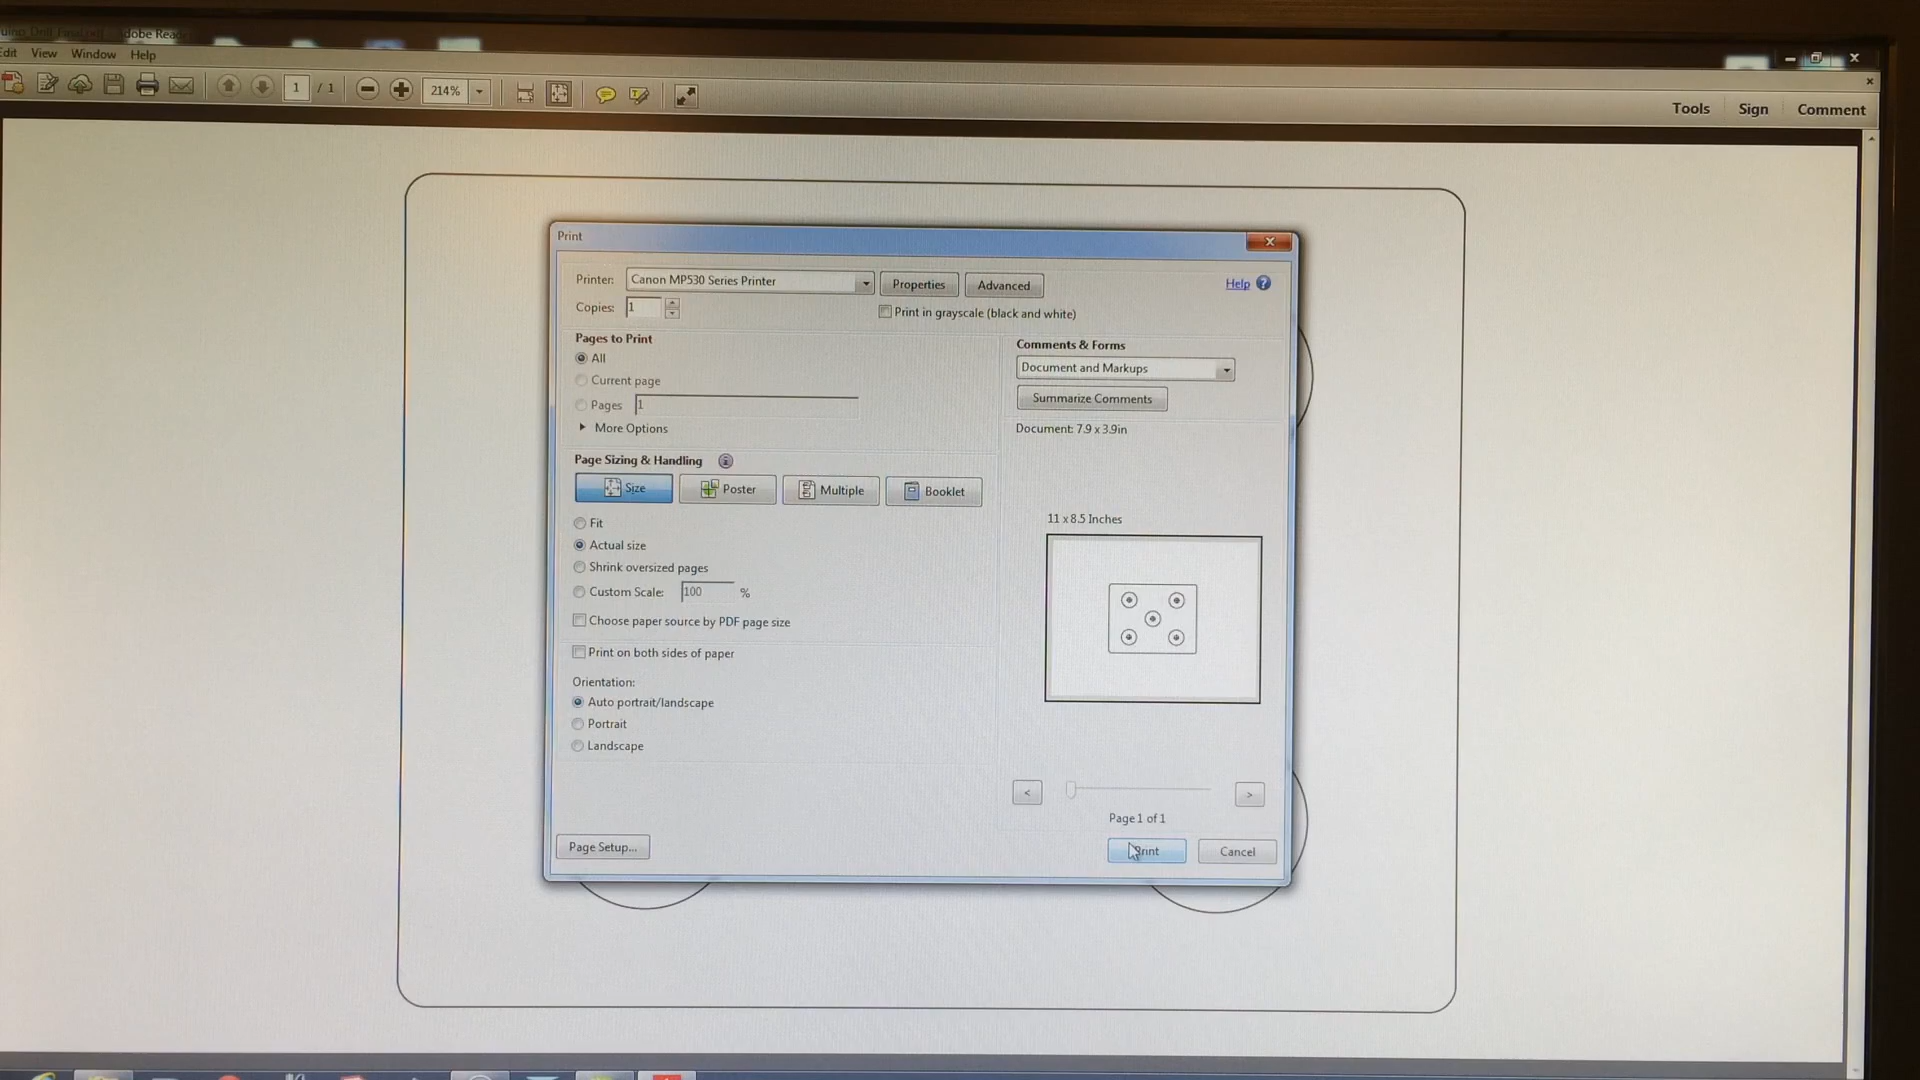 Edit View Window Help
1 / 1 214%
Tools Sign Comment
Print
Printer: Canon MP530 Series Printer Properties Advanced Help
Copies: 1 Print in grayscale (black and white)
Pages to Print
All
Current page
Pages 1
More Options
Comments & Forms
Document and Markups
Summarize Comments
Document: 7.9 x 3.9in
Page Sizing & Handling
Size Poster Multiple Booklet
Fit
Actual size
Shrink oversized pages
Custom Scale: 100 %
Choose paper source by PDF page size
Print on both sides of paper
Orientation:
Auto portrait/landscape
Portrait
Landscape
11 x 8.5 Inches
< >
Page 1 of 1
Page Setup... Print Cancel